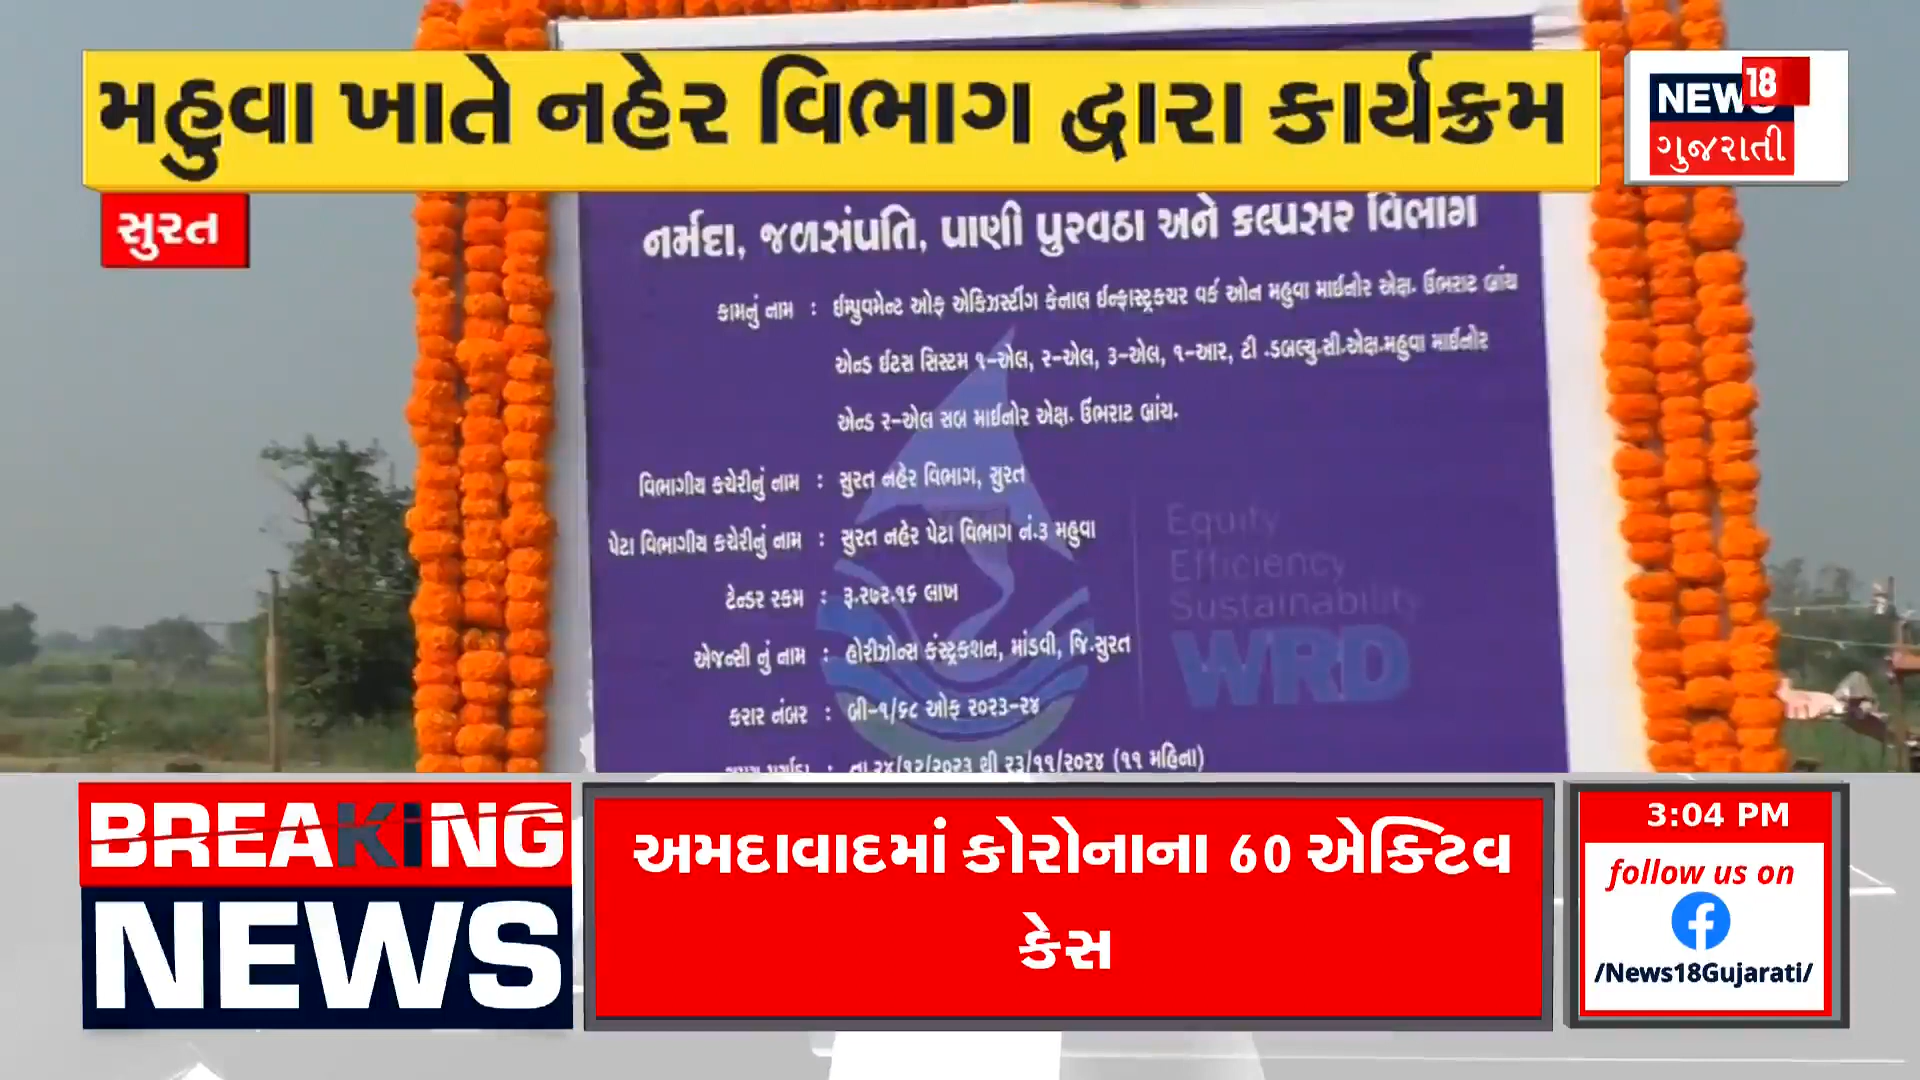 મહુવા ખાતે નહેર વિભાગ દ્વારા કાર્યક્રમ
NEWS 18
ગુજરાતી
સુરત
નર્મદા, જળસંપતિ, પાણી પુરવઠા અને કલ્પસર વિભાગ
કામનું નામ : ઈમ્પ્રુવમેન્ટ ઓફ એકિઝસ્ટીંગ કેનાલ ઈન્ફ્રાસ્ટ્રકચર વર્ક ઓન મહુવા માઈનોર એક્ષ. ઉંભરાટ બ્રાંચ
એન્ડ ઈટસ સિસ્ટમ ૧-એલ, ૨-એલ, ૩-એલ, ૧-આર, ટી .ડબલ્યુ.સી.એક્ષ.મહુવા માઈનોર
એન્ડ ૨-એલ સબ માઈનોર એક્ષ. ઉંભરાટ બ્રાંચ.
વિભાગીય કચેરીનું નામ : સુરત નહેર વિભાગ, સુરત
પેટા વિભાગીય કચેરીનું નામ : સુરત નહેર પેટા વિભાગ નં.૩ મહુવા
ટેન્ડર રકમ : રૂ.૨૭૨.૧૬ લાખ
એજન્સી નું નામ : હોરીઝોન્સ કંસ્ટ્રકશન, માંડવી, જિ.સુરત
કરાર નંબર : બી-૧/૬૮ ઓફ ૨૦૨૩-૨૪
: તા.૨૪/૧૨/૨૦૨૩ થી ૨૩/૧૧/૨૦૨૪ (૧૧ મહિના)
Equity
Efficiency
Sustainability
WRD
BREAKING
NEWS
અમદાવાદમાં કોરોનાના 60 એક્ટિવ
કેસ
3:04 PM
follow us on
/News18Gujarati/